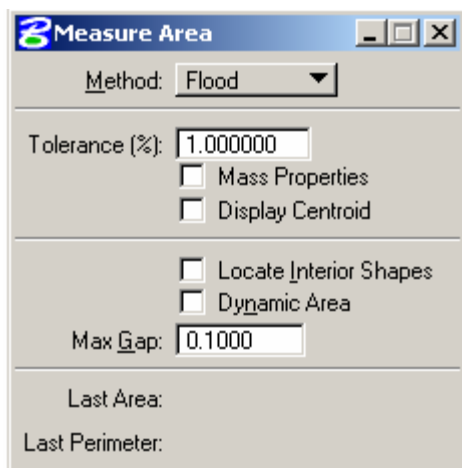 Measure Area
Method: Flood
Tolerance (%): 1.000000
Mass Properties
Display Centroid
Locate Interior Shapes
Dynamic Area
Max Gap: 0.1000
Last Area:
Last Perimeter: